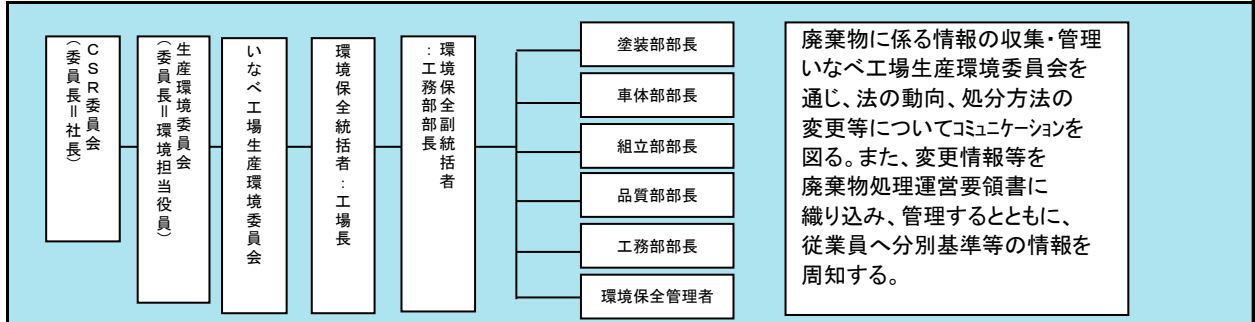 CSR委員会
（委員長＝社長）
生産環境委員会
（委員長＝環境担当役員）
いなべ工場生産環境委員会
環境保全統括者：工場長
環境保全副統括者
：工務部部長
塗装部部長
車体部部長
組立部部長
品質部部長
工務部部長
環境保全管理者
廃棄物に係る情報の収集・管理
いなべ工場生産環境委員会を
通じ、法の動向、処分方法の
変更等についてｺﾐｭﾆｹｰｼｮﾝを
図る。また、変更情報等を
廃棄物処理運営要領書に
織り込み、管理するとともに、
従業員へ分別基準等の情報を
周知する。